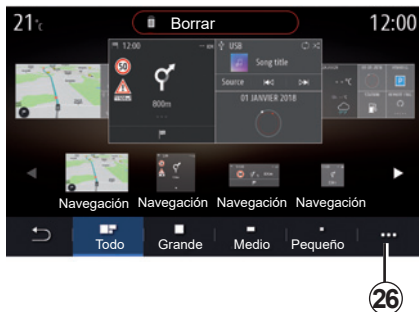 21°c
Borrar
12:00
12:00
USB
50
Song title
Source
800m
01 JANVIER 2018
Navegación Navegación Navegación Navegación
Todo Grande Medio Pequeño ...
26